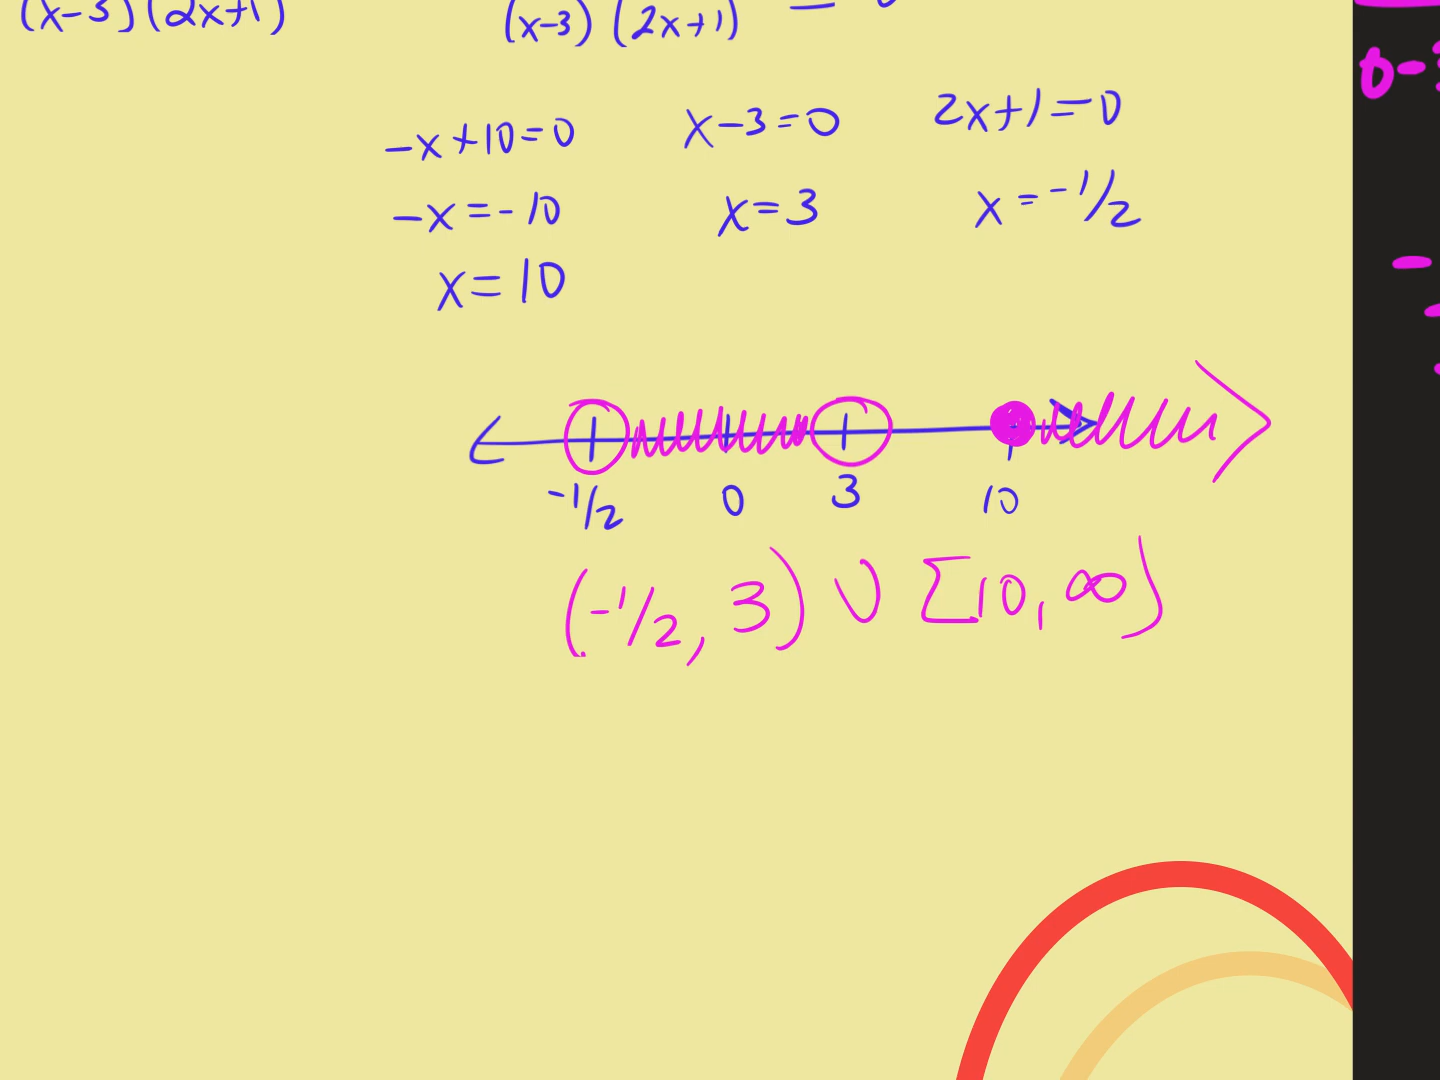 (x-3)(2x+1) (x-3)(2x+1) =
-x+10=0 x-3=0 2x+1=0
-x=-10 x=3 x=-1/2
x=10
-1/2 0 3 10
(-1/2, 3) ∪ [10, ∞)